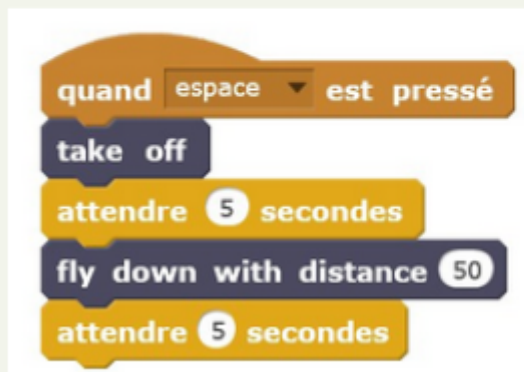 quand espace est pressé
take off
attendre 5 secondes
fly down with distance 50
attendre 5 secondes